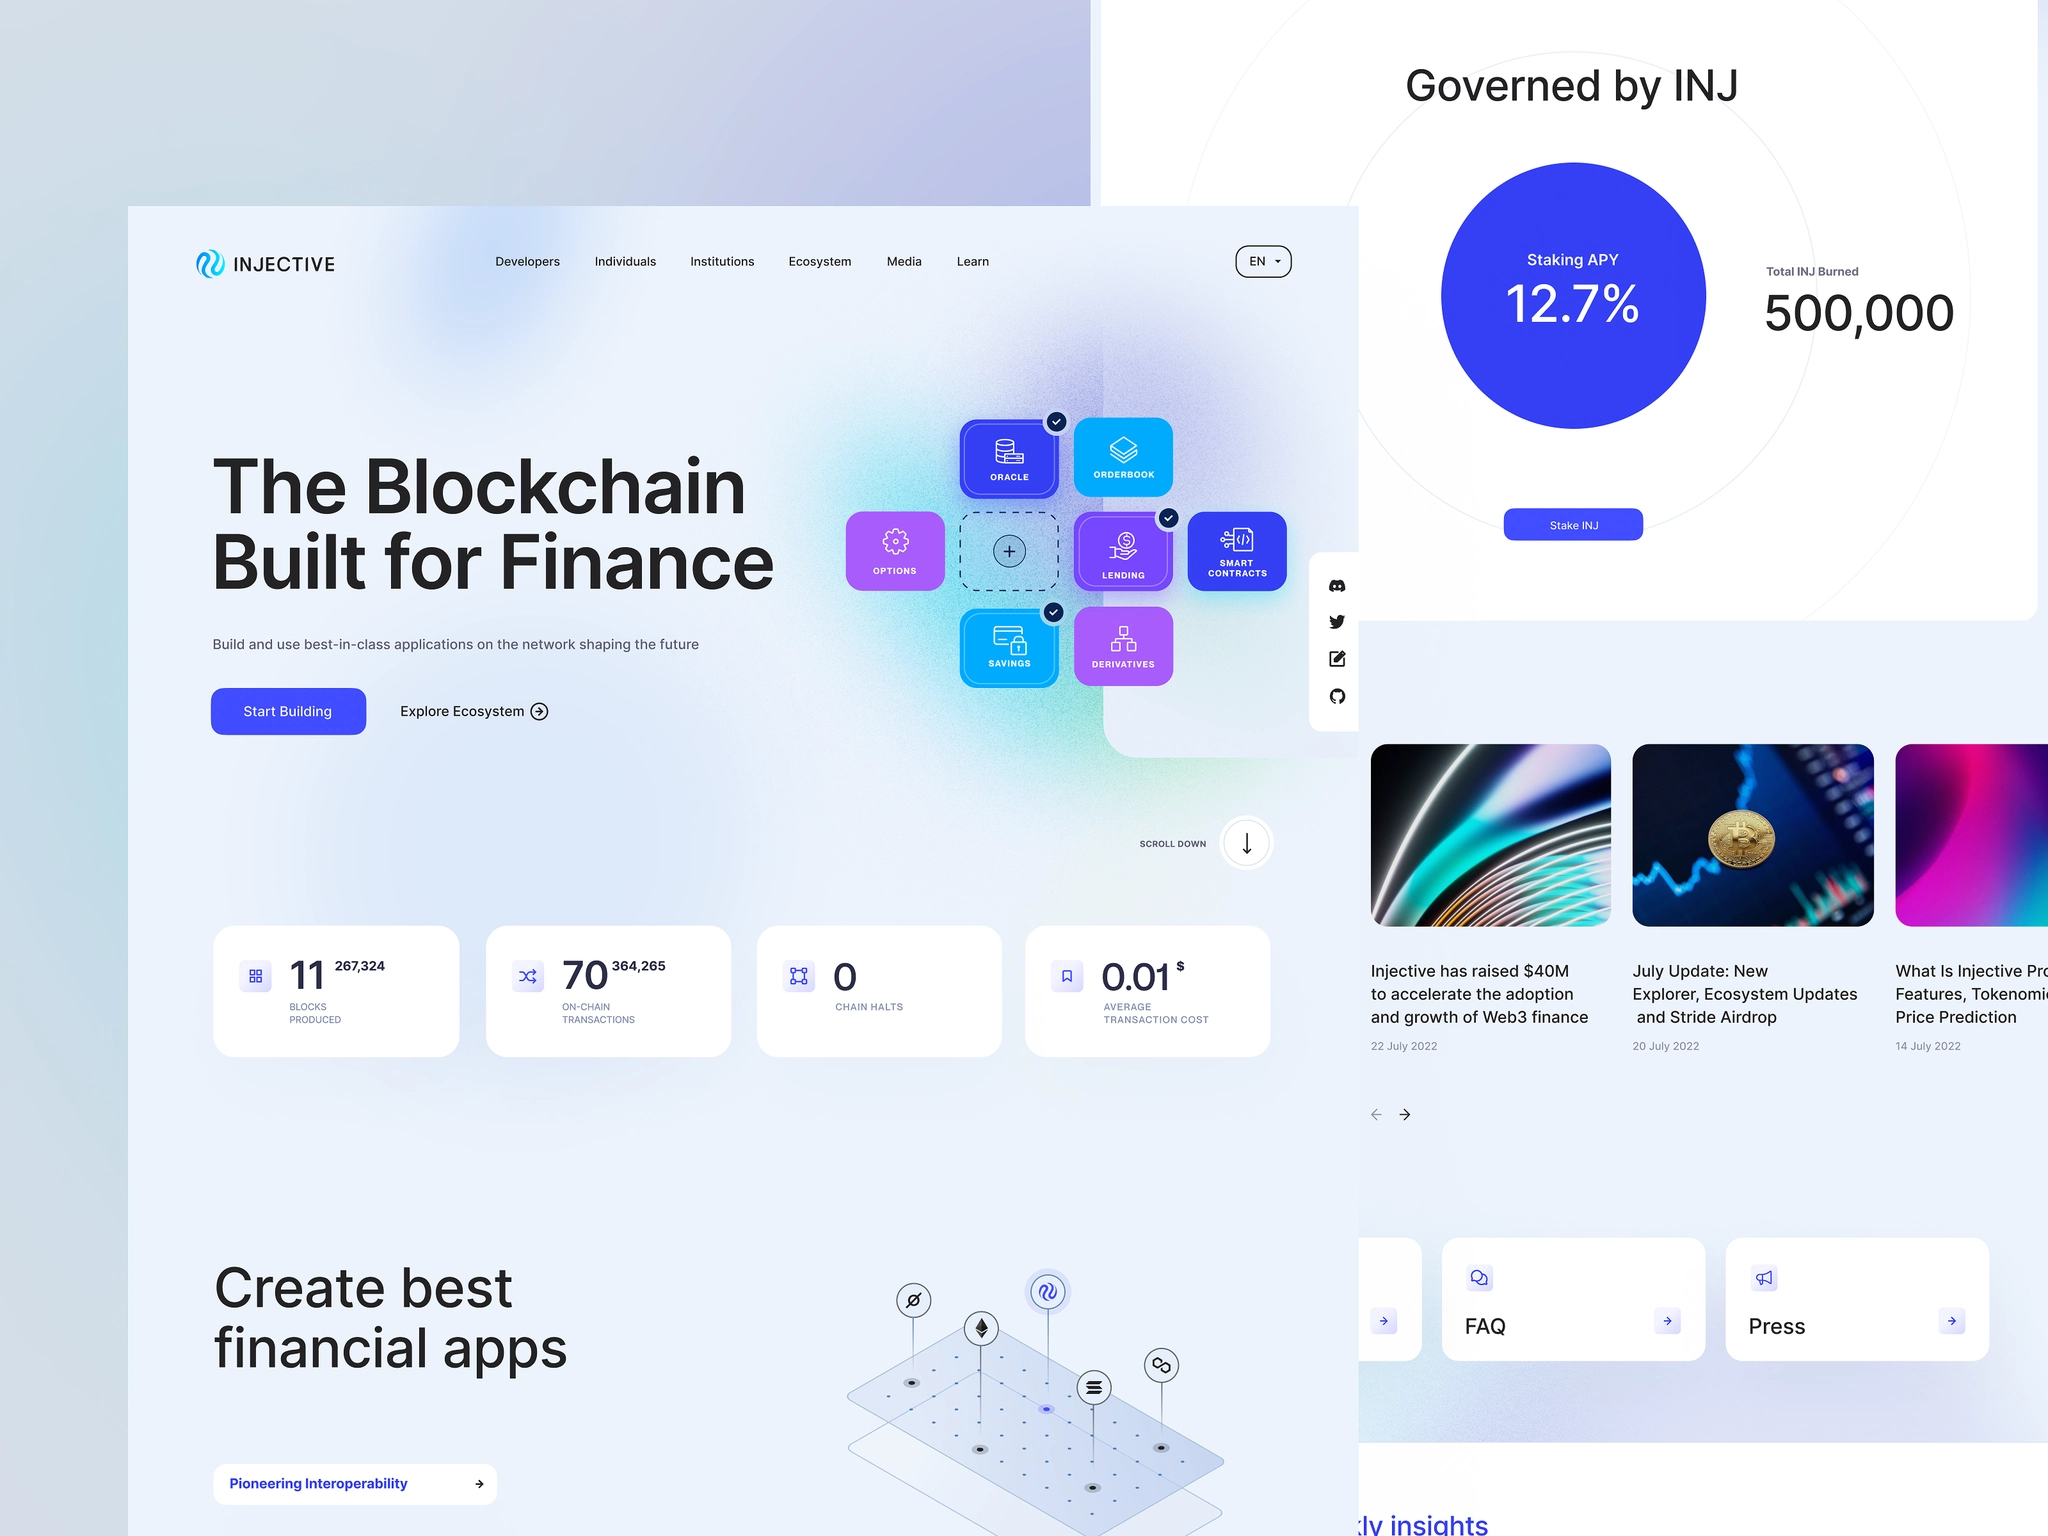 Governed by INJ
Staking APY
12.7%
Total INJ Burned
500,000
Stake INJ
INJECTIVE
Developers
Individuals
Institutions
Ecosystem
Media
Learn
EN
The Blockchain
Built for Finance
Build and use best-in-class applications on the network shaping the future
Start Building
Explore Ecosystem
ORACLE
ORDERBOOK
OPTIONS
LENDING
SMART
CONTRACTS
SAVINGS
DERIVATIVES
SCROLL DOWN
11 267,324
BLOCKS
PRODUCED
70 364,265
ON-CHAIN
TRANSACTIONS
0
CHAIN HALTS
0.01 $
AVERAGE
TRANSACTION COST
Injective has raised $40M
to accelerate the adoption
and growth of Web3 finance
22 July 2022
July Update: New
Explorer, Ecosystem Updates
and Stride Airdrop
20 July 2022
What Is Injective Pro
Features, Tokenomi
Price Prediction
14 July 2022
FAQ
Press
Create best
financial apps
Pioneering Interoperability
kly insights